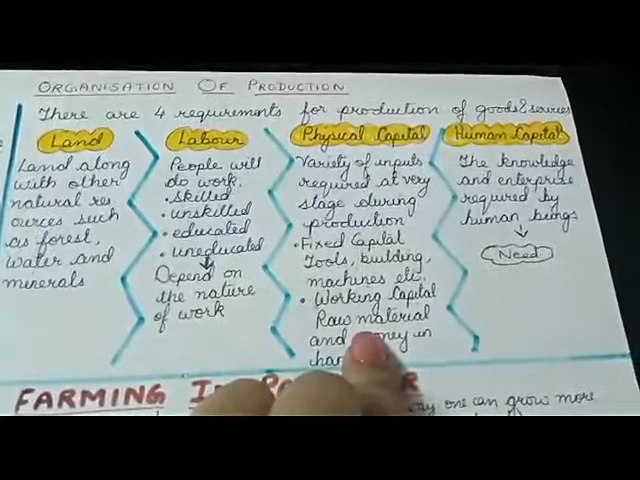 ORGANISATION OF PRODUCTION
There are 4 requirements for production of goods & services
Land
Land along
with other
natural res
ources such
as forest,
water and
minerals
Labour
People will
do work.
• skilled
• unskilled
• educated
• uneducated
Depend on
the nature
of work
Physical Capital
Variety of inputs
required at very
stage during
production
• Fixed Capital
Tools, building,
machines etc.
• Working Capital
Raw material
and money in
Human Capital
The knowledge
and enterprise
required by
human beings
Need
FARMING
one can grow more